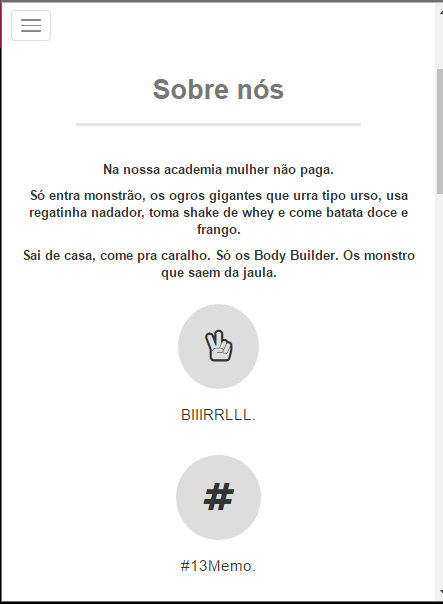 Sobre nós
Na nossa academia mulher não paga.
Só entra monstrão, os ogros gigantes que urra tipo urso, usa
regatinha nadador, toma shake de whey e come batata doce e
frango.
Sai de casa, come pra caralho. Só os Body Builder. Os monstro
que saem da jaula.
BIIIRRLLL.
#
#13Memo.